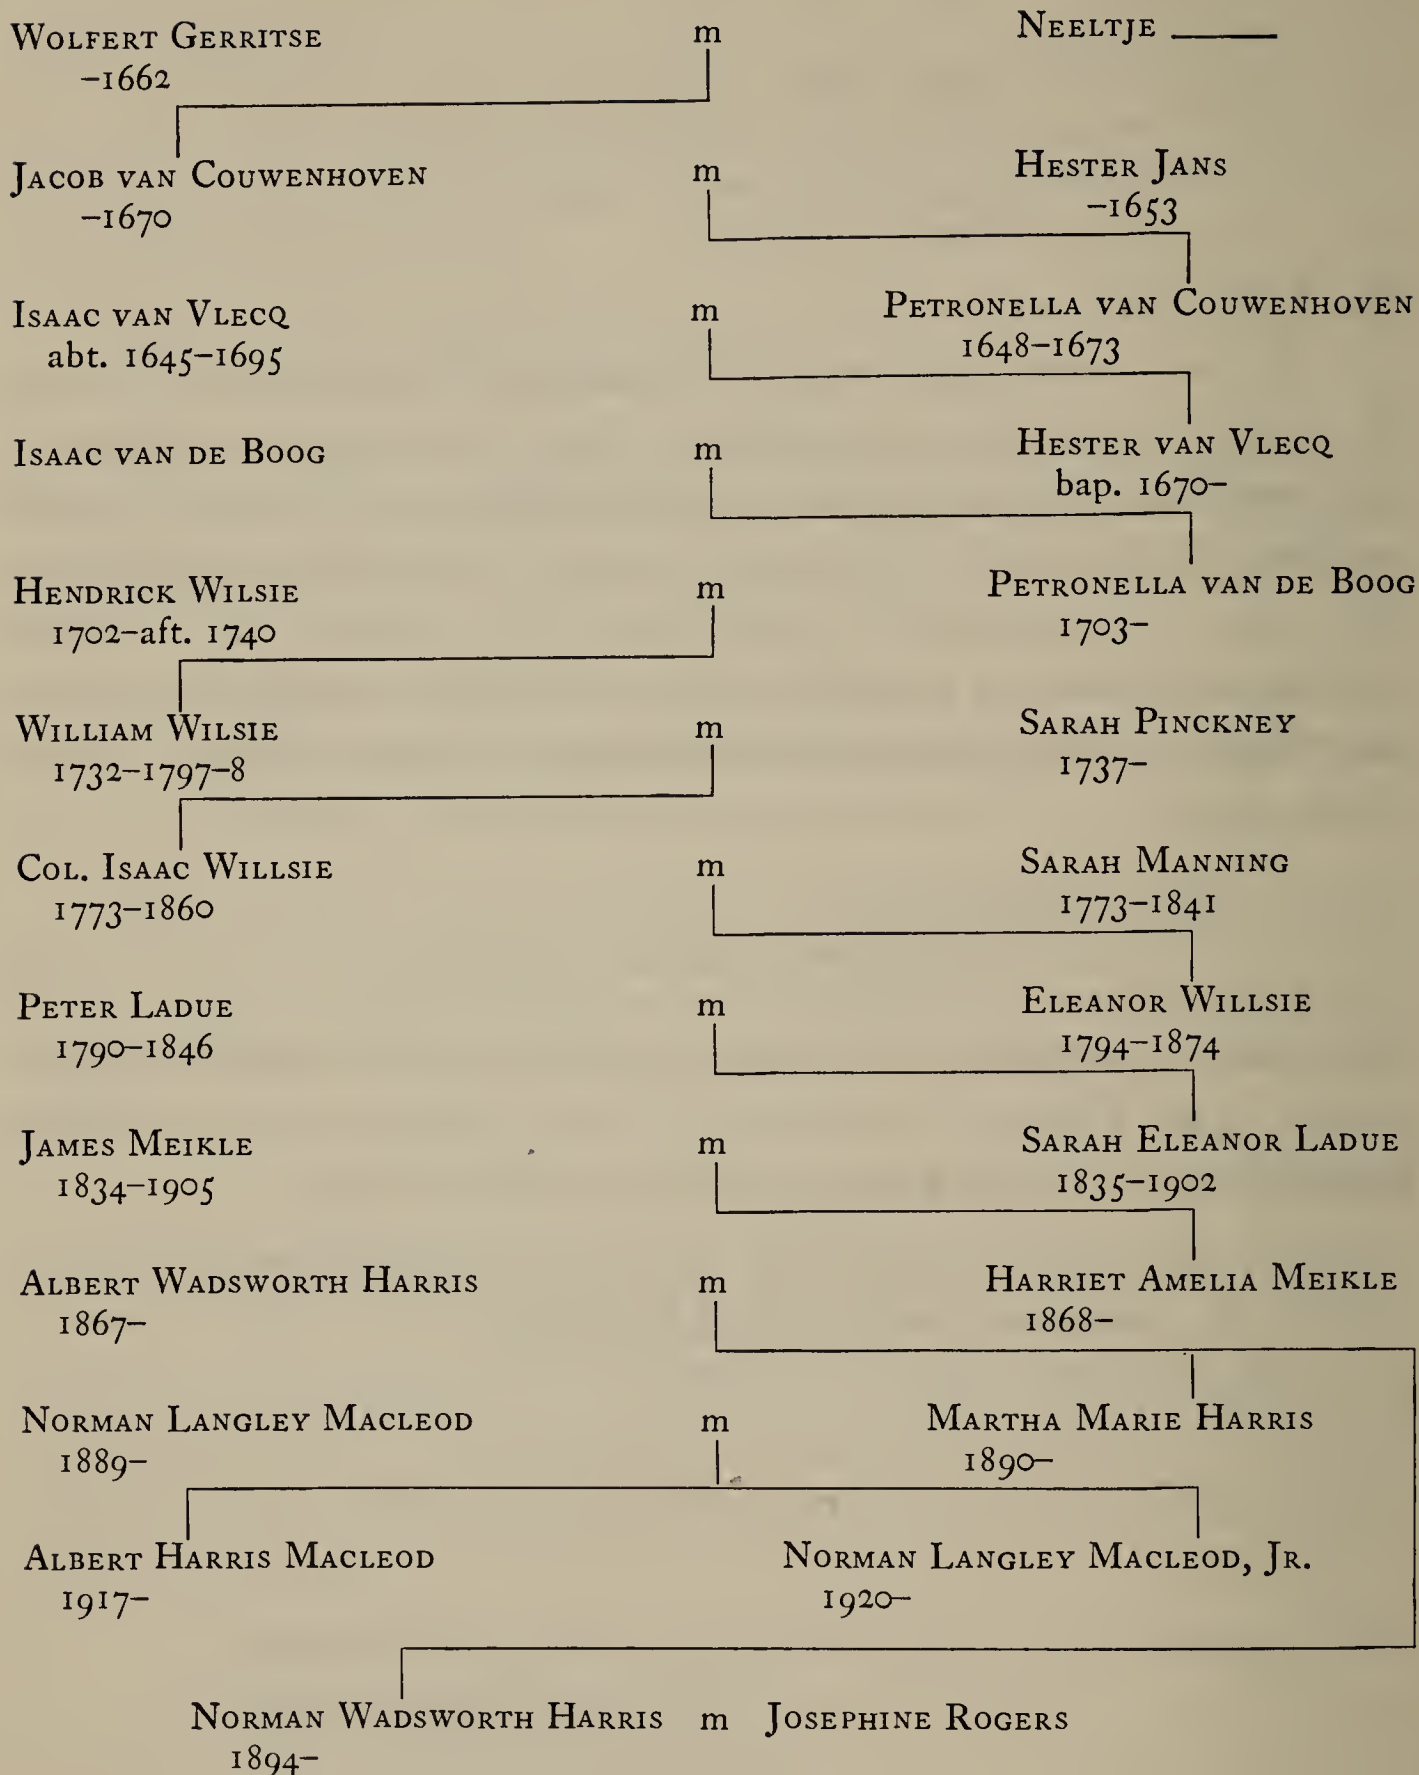 WOLFERT GERRITSE m NEELTJE ______
–1662
JACOB VAN COUWENHOVEN m HESTER JANS
–1670 –1653
ISAAC VAN VLECQ m PETRONELLA VAN COUWENHOVEN
abt. 1645–1695 1648–1673
ISAAC VAN DE BOOG m HESTER VAN VLECQ
bap. 1670–
HENDRICK WILSIE m PETRONELLA VAN DE BOOG
1702–aft. 1740 1703–
WILLIAM WILSIE m SARAH PINCKNEY
1732–1797–8 1737–
COL. ISAAC WILLSIE m SARAH MANNING
1773–1860 1773–1841
PETER LADUE m ELEANOR WILLSIE
1790–1846 1794–1874
JAMES MEIKLE m SARAH ELEANOR LADUE
1834–1905 1835–1902
ALBERT WADSWORTH HARRIS m HARRIET AMELIA MEIKLE
1867– 1868–
NORMAN LANGLEY MACLEOD m MARTHA MARIE HARRIS
1889– 1890–
ALBERT HARRIS MACLEOD NORMAN LANGLEY MACLEOD, JR.
1917– 1920–
NORMAN WADSWORTH HARRIS m JOSEPHINE ROGERS
1894–